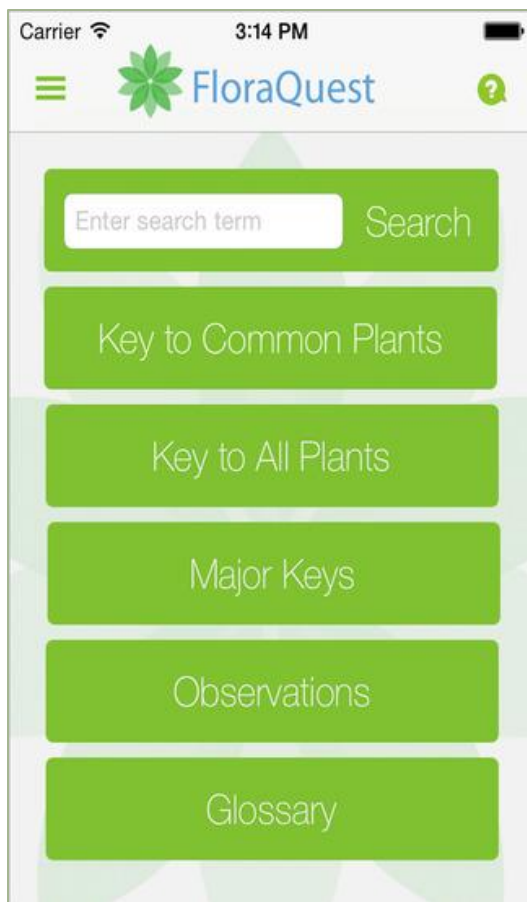 Carrier 3:14 PM
FloraQuest ?
Enter search term Search
Key to Common Plants
Key to All Plants
Major Keys
Observations
Glossary